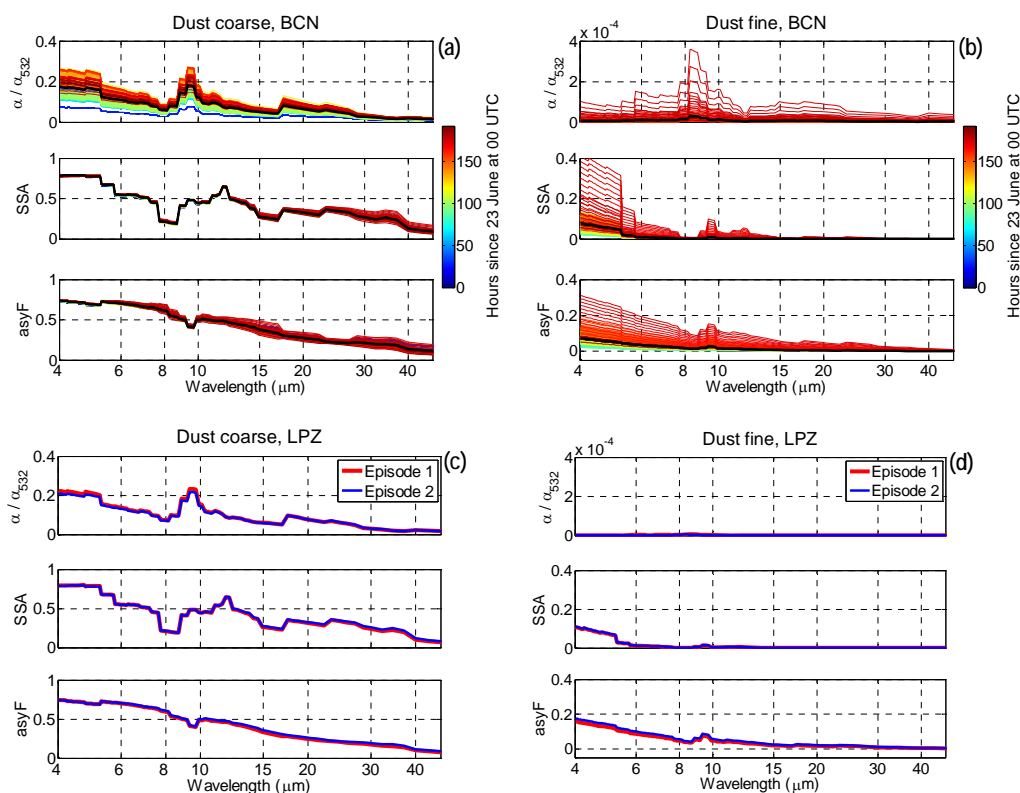 Dust coarse, BCN
(a)
α / α532
0.4
0.2
0
SSA
1
0.5
0
asyF
1
0.5
0
4 6 8 10 15 20 30 40
Wavelength (μm)
150
100
50
0
Hours since 23 June at 00 UTC
Dust fine, BCN
(b)
x 10-4
α / α532
4
2
0
SSA
0.4
0.2
0
asyF
0.4
0.2
0
4 6 8 10 15 20 30 40
Wavelength (μm)
150
100
50
0
Hours since 23 June at 00 UTC
Dust coarse, LPZ
(c)
Episode 1
Episode 2
α / α532
0.4
0.2
0
SSA
1
0.5
0
asyF
1
0.5
0
4 6 8 10 15 20 30 40
Wavelength (μm)
Dust fine, LPZ
(d)
x 10-4
Episode 1
Episode 2
α / α532
4
2
0
SSA
0.4
0.2
0
asyF
0.4
0.2
0
4 6 8 10 15 20 30 40
Wavelength (μm)